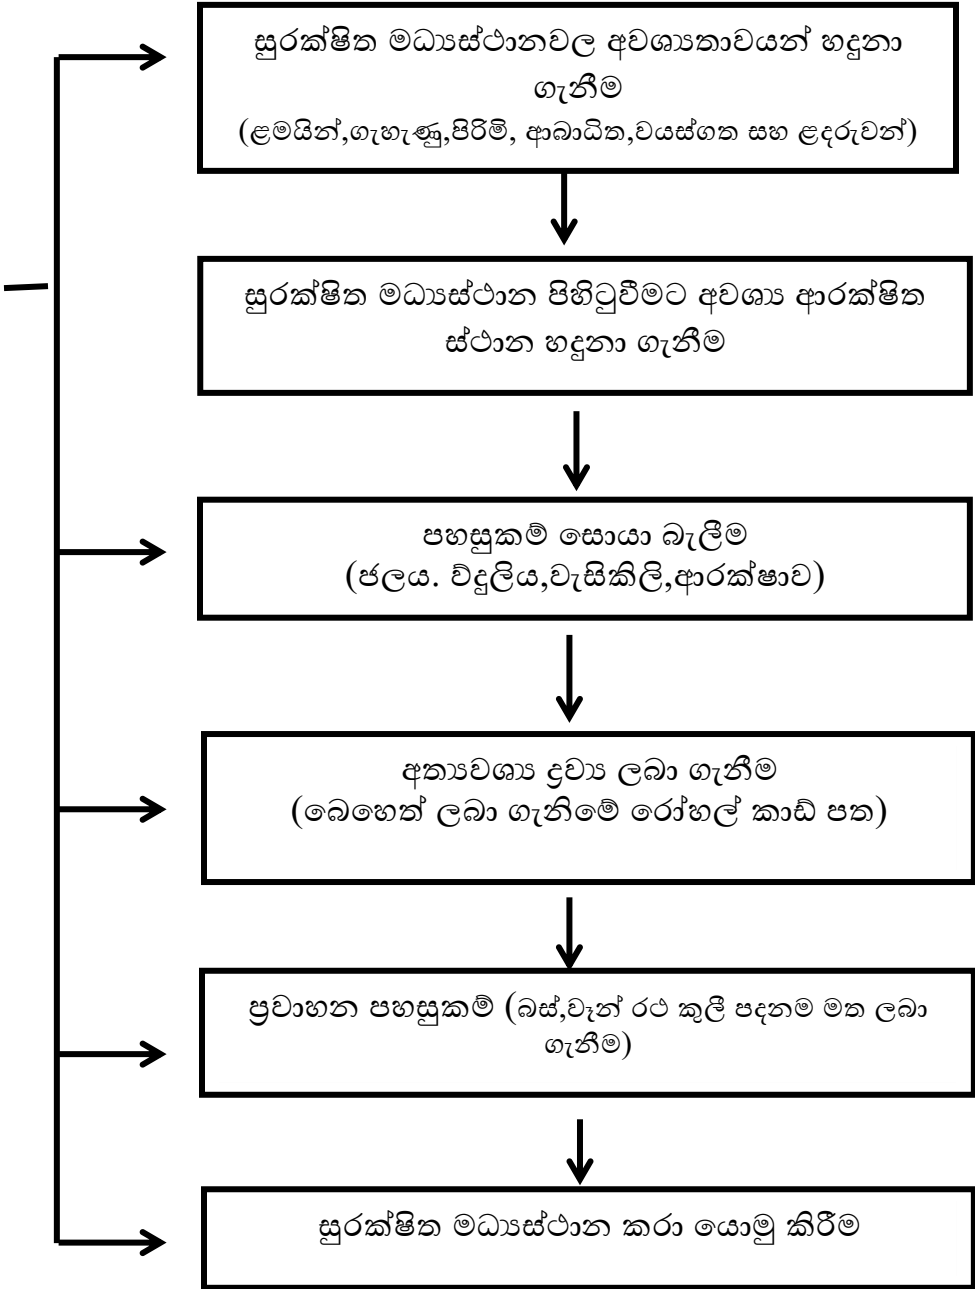 සුරක්ෂිත මධ්‍යස්ථානවල අවශ්‍යතාවයන් හදුනා
ගැනීම
(ළමයින්,ගැහැණු,පිරිමි, ආබාධිත,වයස්ගත සහ ළදරුවන්)
සුරක්ෂිත මධ්‍යස්ථාන පිහිටුවීමට අවශ්‍ය ආරක්ෂිත
ස්ථාන හදුනා ගැනීම
පහසුකම් සොයා බැලීම
(ජලය. ව්දුලිය,වැසිකිලි,ආරක්ෂාව)
අත්‍යවශ්‍ය ද්‍රව්‍ය ලබා ගැනීම
(බෙහෙත් ලබා ගැනිමේ රෝහල් කාඩ් පත)
ප්‍රවාහන පහසුකම් (බස්,වෑන් රථ කුලී පදනම මත ලබා
ගැනීම)
සුරක්ෂිත මධ්‍යස්ථාන කරා යොමු කිරීම